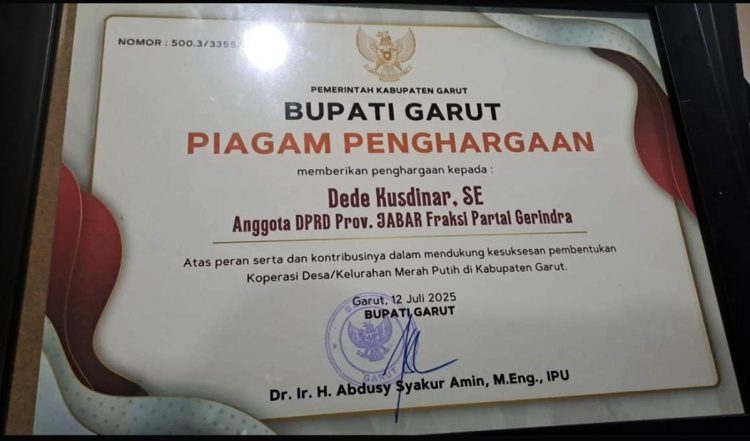 NOMOR : 500.3/3355/
PEMERINTAH KABUPATEN GARUT
BUPATI GARUT
PIAGAM PENGHARGAAN
memberikan penghargaan kepada :
Dede Kusdinar, SE
Anggota DPRD Prov. JABAR Fraksi Partai Gerindra
Atas peran serta dan kontribusinya dalam mendukung kesuksesan pembentukan
Koperasi Desa/Kelurahan Merah Putih di Kabupaten Garut.
Garut, 12 Juli 2025
BUPATI GARUT
GARUT
Dr. Ir. H. Abdusy Syakur Amin, M.Eng., IPU